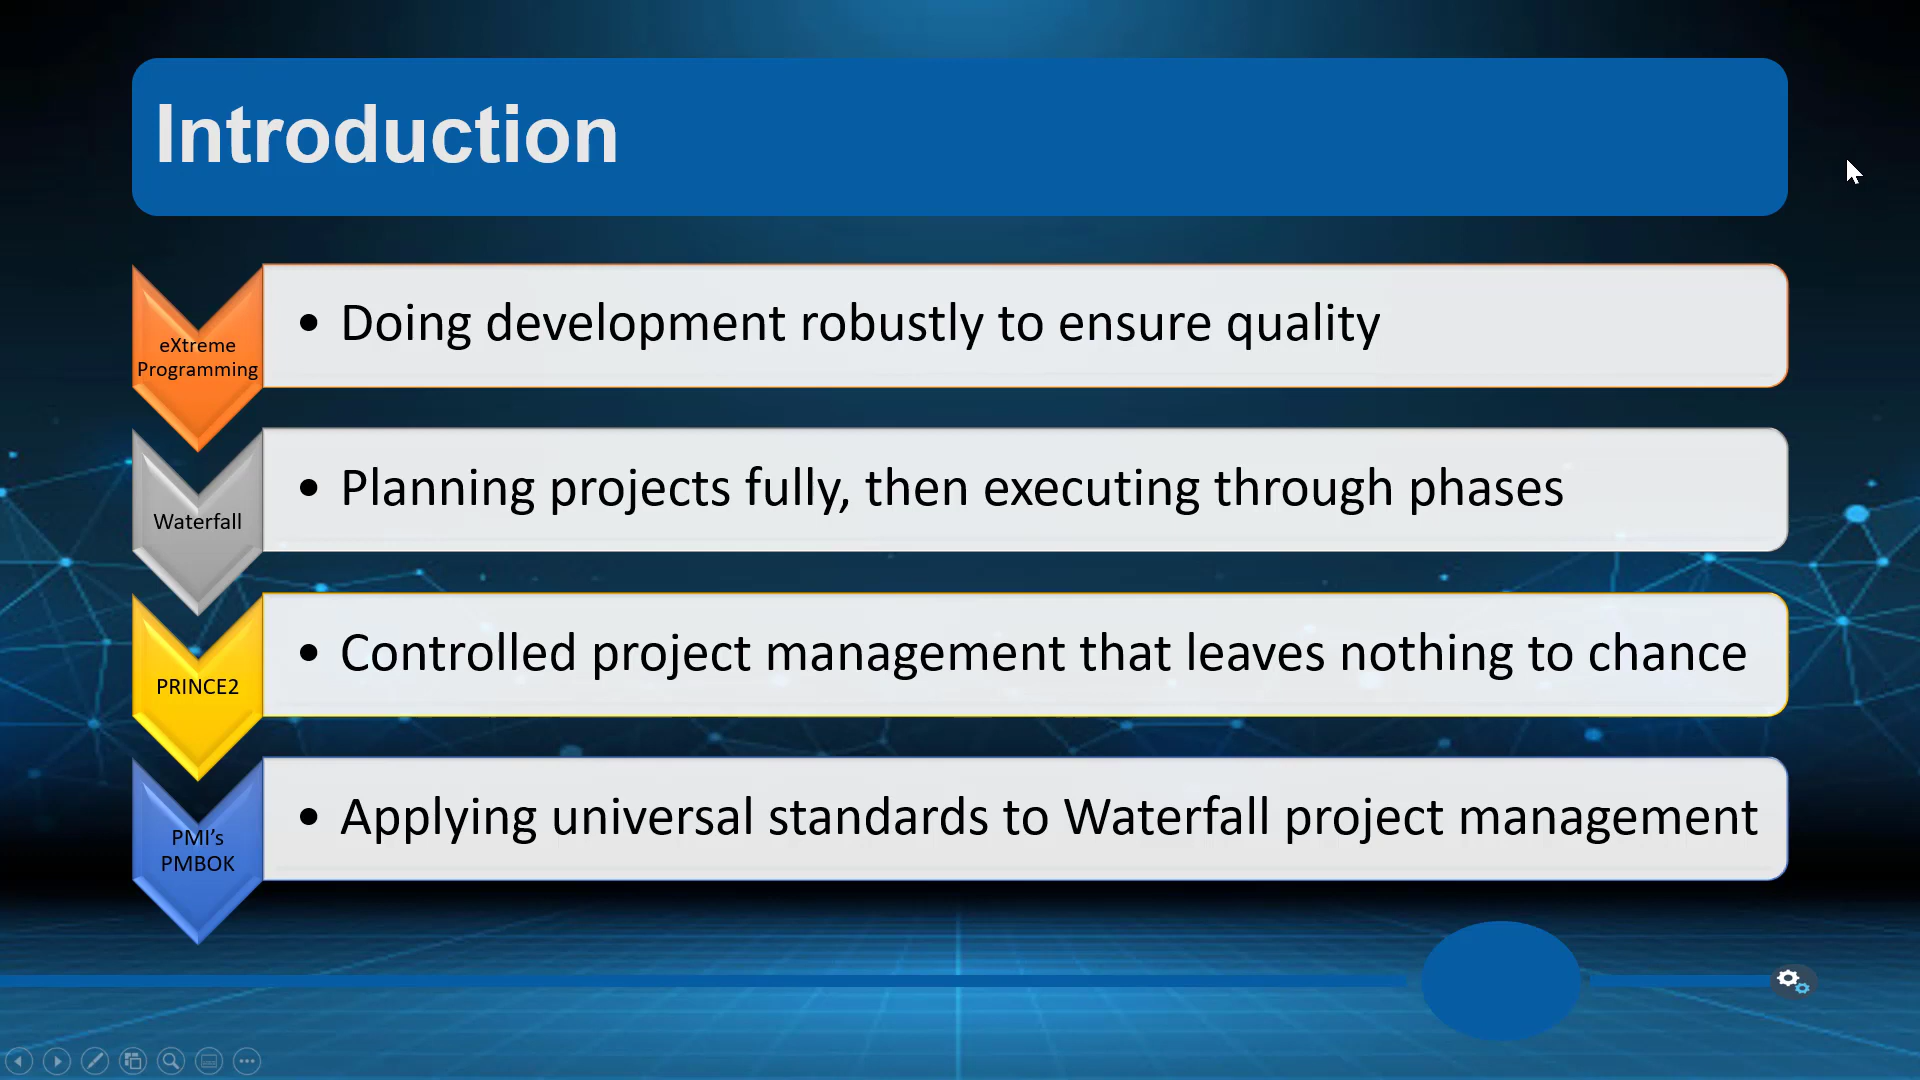 Introduction
eXtreme
Programming
• Doing development robustly to ensure quality
Waterfall
• Planning projects fully, then executing through phases
PRINCE2
• Controlled project management that leaves nothing to chance
PMI’s
PMBOK
• Applying universal standards to Waterfall project management